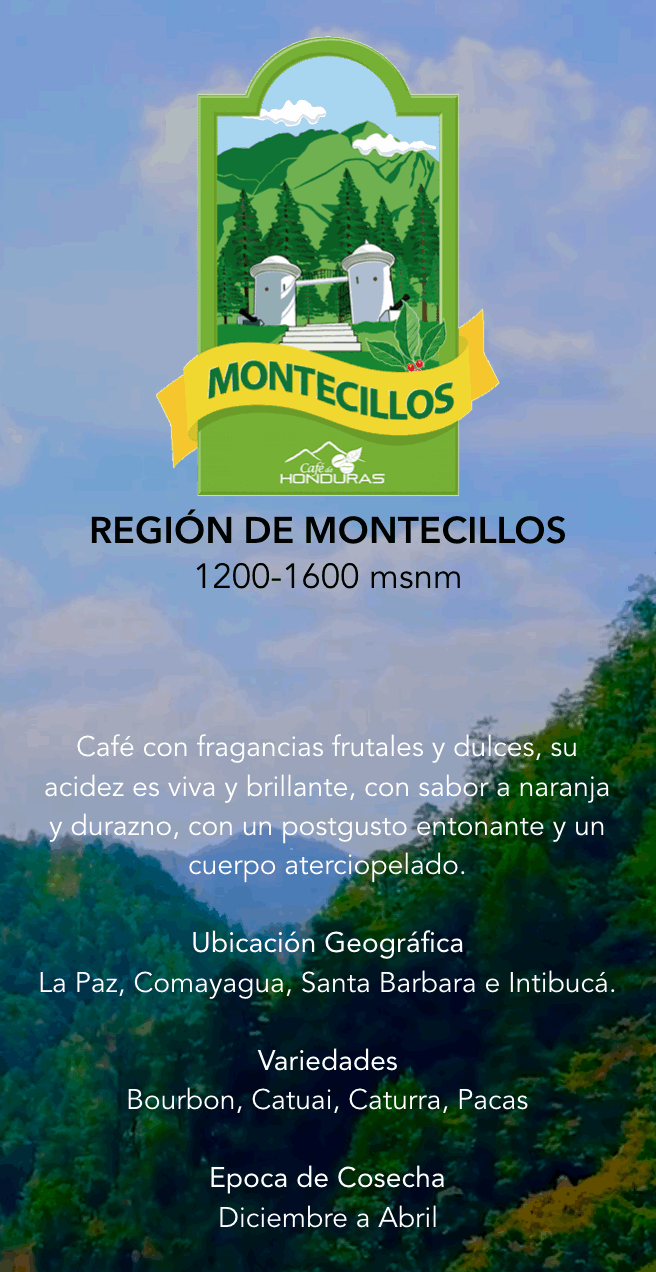 MONTECILLOS
Café de
HONDURAS
REGIÓN DE MONTECILLOS
1200-1600 msnm
Café con fragancias frutales y dulces, su
acidez es viva y brillante, con sabor a naranja
y durazno, con un postgusto entonante y un
cuerpo aterciopelado.
Ubicación Geográfica
La Paz, Comayagua, Santa Barbara e Intibucá.
Variedades
Bourbon, Catuai, Caturra, Pacas
Epoca de Cosecha
Diciembre a Abril